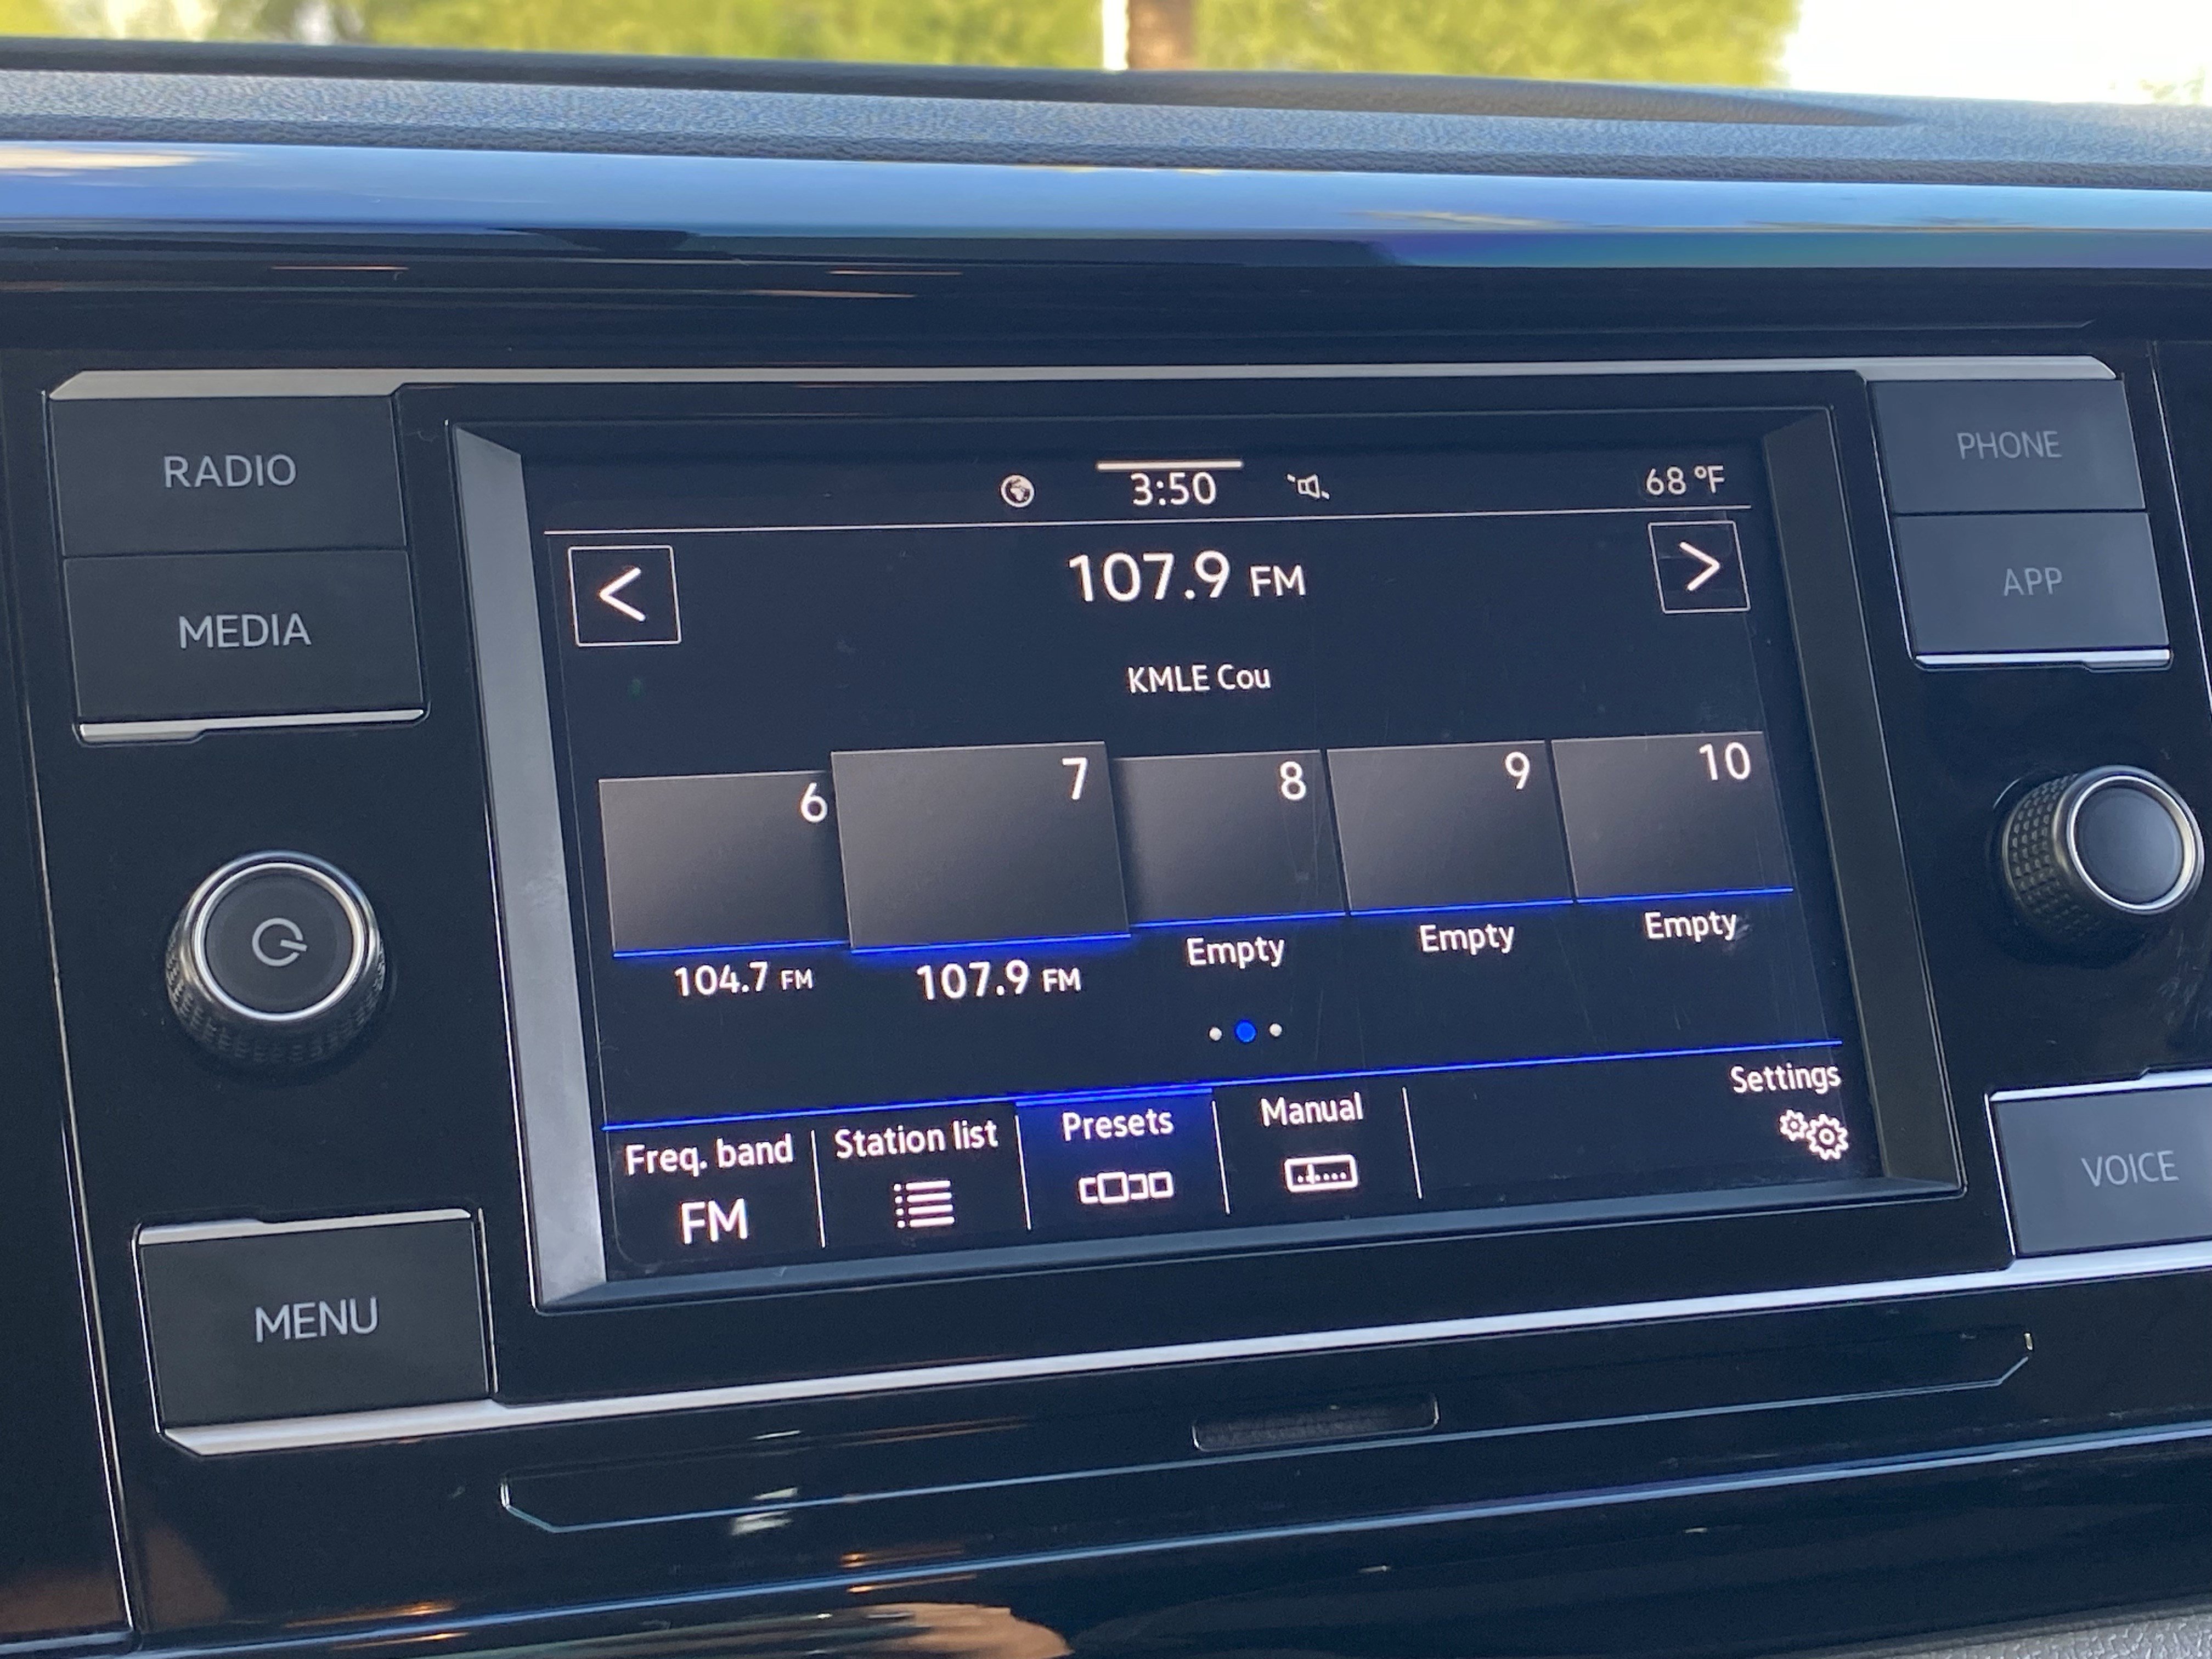 RADIO
MEDIA
MENU
3:50
68 °F
<
107.9 FM
>
KMLE Cou
6
7
8
9
10
104.7 FM
107.9 FM
Empty
Empty
Empty
Freq. band
FM
Station list
Presets
Manual
Settings
PHONE
APP
VOICE